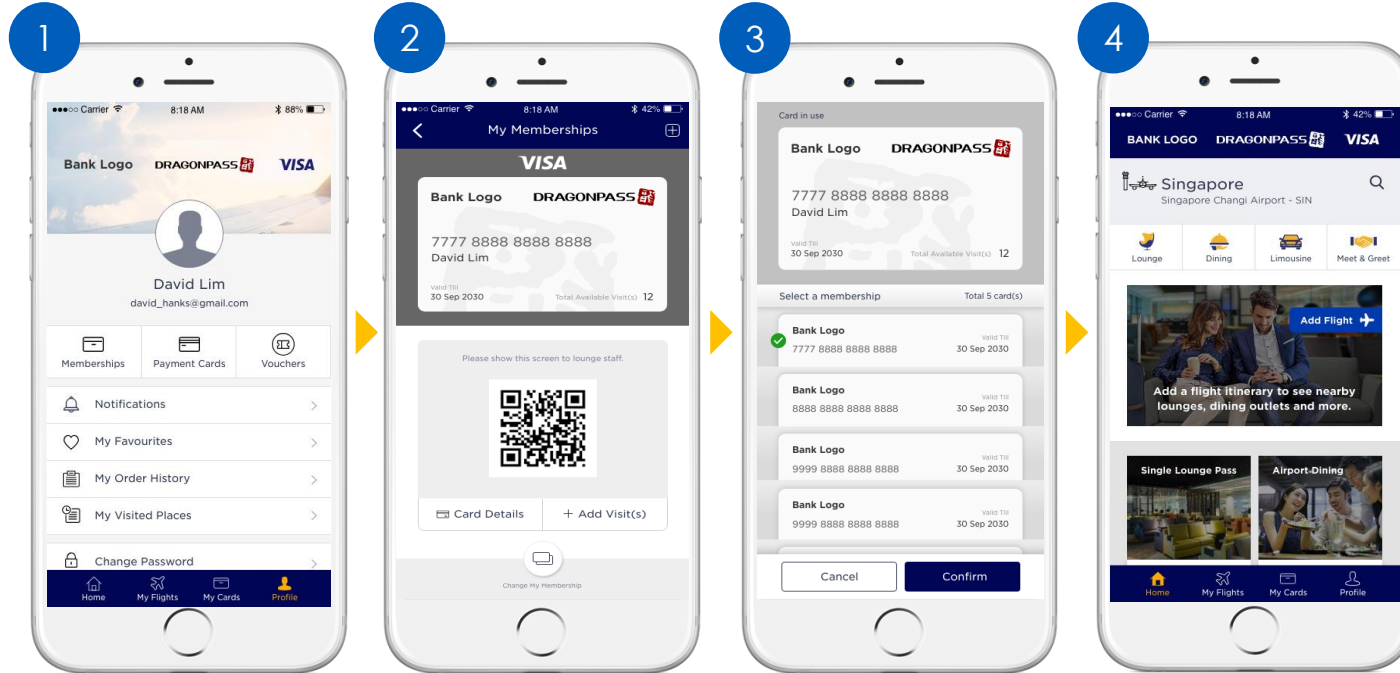 1
Carrier 8:18 AM 88%
Bank Logo DRAGONPASS VISA
David Lim
david_hanks@gmail.com
Memberships Payment Cards Vouchers
Notifications
My Favourites
My Order History
My Visited Places
Change Password
Home My Flights My Cards Profile
2
Carrier 8:18 AM 42%
My Memberships
VISA
Bank Logo DRAGONPASS
7777 8888 8888 8888
David Lim
Valid Till
30 Sep 2030 Total Available Visit(s) 12
Please show this screen to lounge staff.
Card Details + Add Visit(s)
Change My Membership
3
Card in use
Bank Logo DRAGONPASS
7777 8888 8888 8888
David Lim
Valid Till
30 Sep 2030 Total Available Visit(s) 12
Select a membership Total 5 card(s)
Bank Logo
Valid Till
7777 8888 8888 8888 30 Sep 2030
Bank Logo
Valid Till
8888 8888 8888 8888 30 Sep 2030
Bank Logo
Valid Till
9999 8888 8888 8888 30 Sep 2030
Bank Logo
Valid Till
9999 8888 8888 8888 30 Sep 2030
Cancel Confirm
4
Carrier 8:18 AM 42%
BANK LOGO DRAGONPASS VISA
Singapore
Singapore Changi Airport - SIN
Lounge Dining Limousine Meet & Greet
Add Flight
Add a flight itinerary to see nearby
lounges, dining outlets and more.
Single Lounge Pass Airport Dining
Home My Flights My Cards Profile